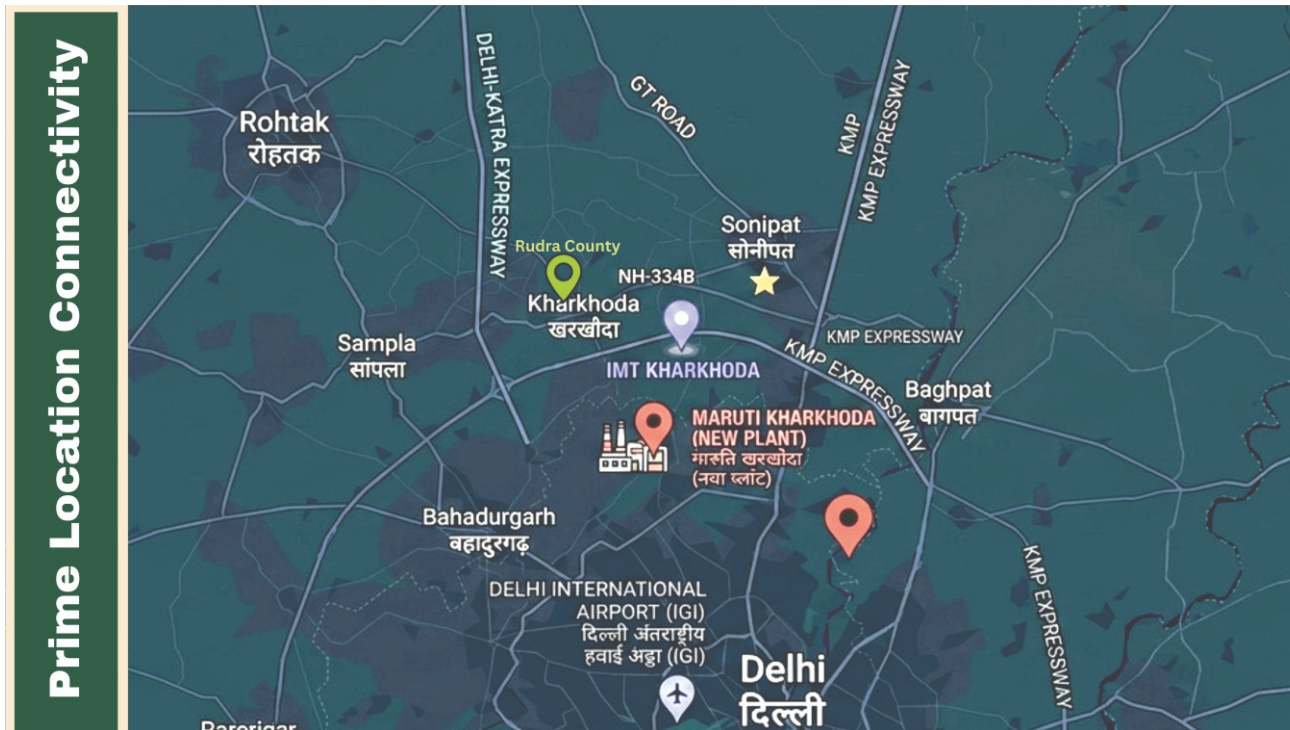 Prime Location Connectivity
Rohtak
रोहतक
DELHI-KATRA EXPRESSWAY
GT ROAD
KMP
KMP EXPRESSWAY
Sonipat
सोनीपत
Rudra County
NH-334B
Kharkhoda
खरखीदा
Sampla
सांपला
IMT KHARKHODA
KMP EXPRESSWAY
KMP EXPRESSWAY
Baghpat
बागपत
MARUTI KHARKHODA
(NEW PLANT)
मारुति खरखोदा
(नया प्लांट)
Bahadurgarh
वहादुरगढ़
DELHI INTERNATIONAL
AIRPORT (IGI)
दिल्ली अंतराष्ट्रीय
हवाई अड्डा (IGI)
KMP EXPRESSWAY
Delhi
दिल्ली